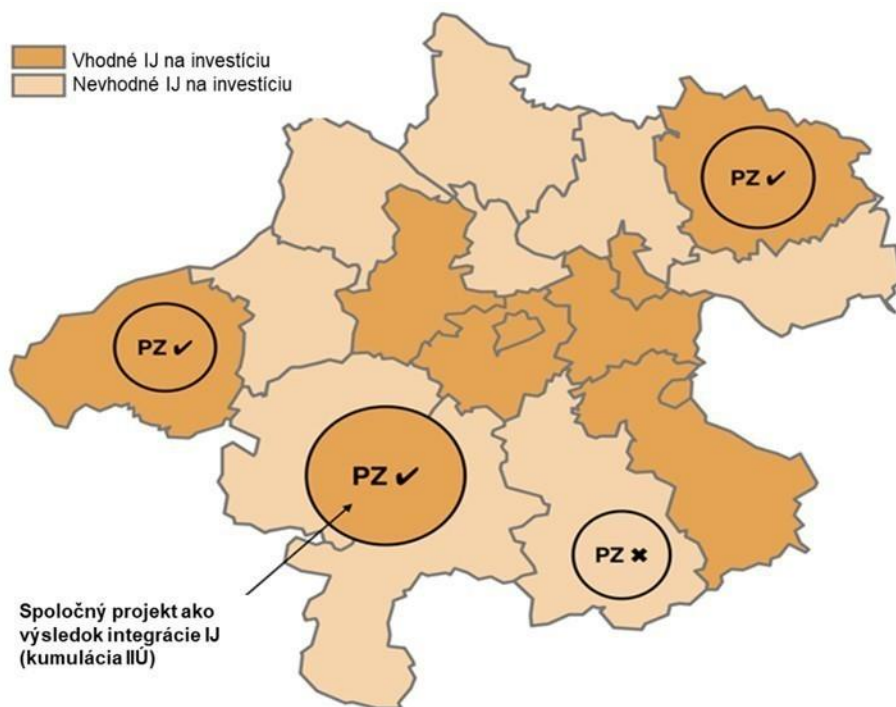 Vhodné IJ na investíciu
Nevhodné IJ na investíciu
PZ ✔
PZ ✔
PZ ✔
PZ ✖
Spoločný projekt ako
výsledok integrácie IJ
(kumulácia IIÚ)